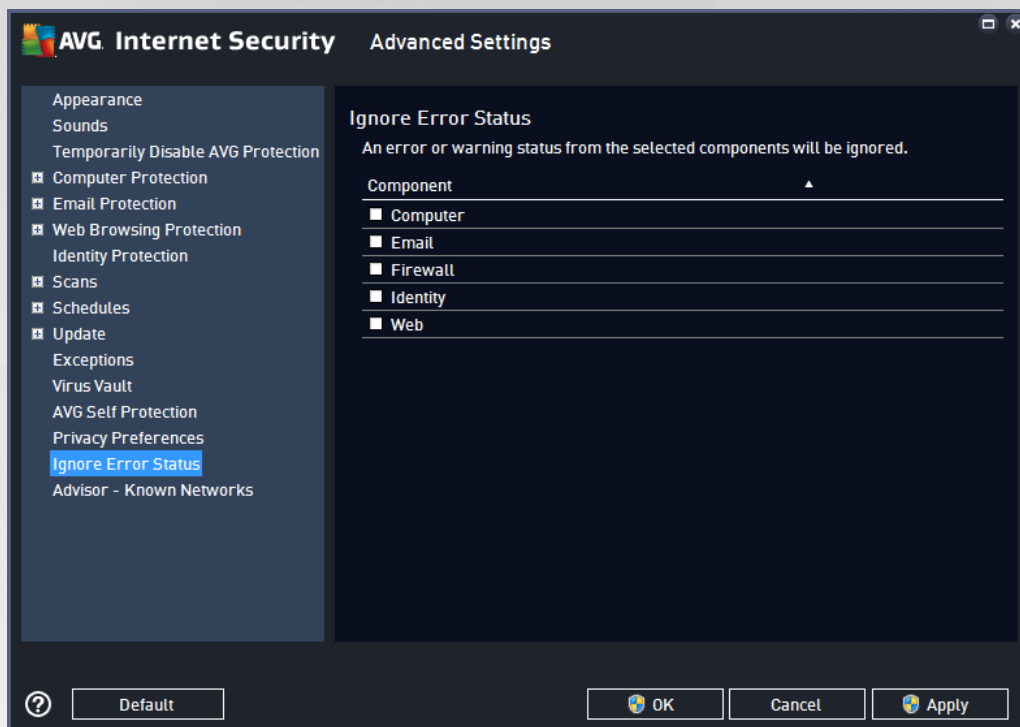 AVG. Internet Security Advanced Settings
Appearance
Sounds
Temporarily Disable AVG Protection
Computer Protection
Email Protection
Web Browsing Protection
Identity Protection
Scans
Schedules
Update
Exceptions
Virus Vault
AVG Self Protection
Privacy Preferences
Ignore Error Status
Advisor - Known Networks
Ignore Error Status
An error or warning status from the selected components will be ignored.
Component
Computer
Email
Firewall
Identity
Web
Default
OK
Cancel
Apply